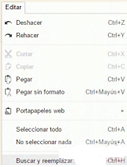 Editar
Deshacer Ctrl+Z
Rehacer Ctrl+Y
Cortar Ctrl+X
Copiar Ctrl+C
Pegar Ctrl+V
Pegar sin formato Ctrl+Mayús+V
Portapapeles web
Seleccionar todo Ctrl+A
No seleccionar nada Ctrl+Mayús+A
Buscar y reemplazar Ctrl+H